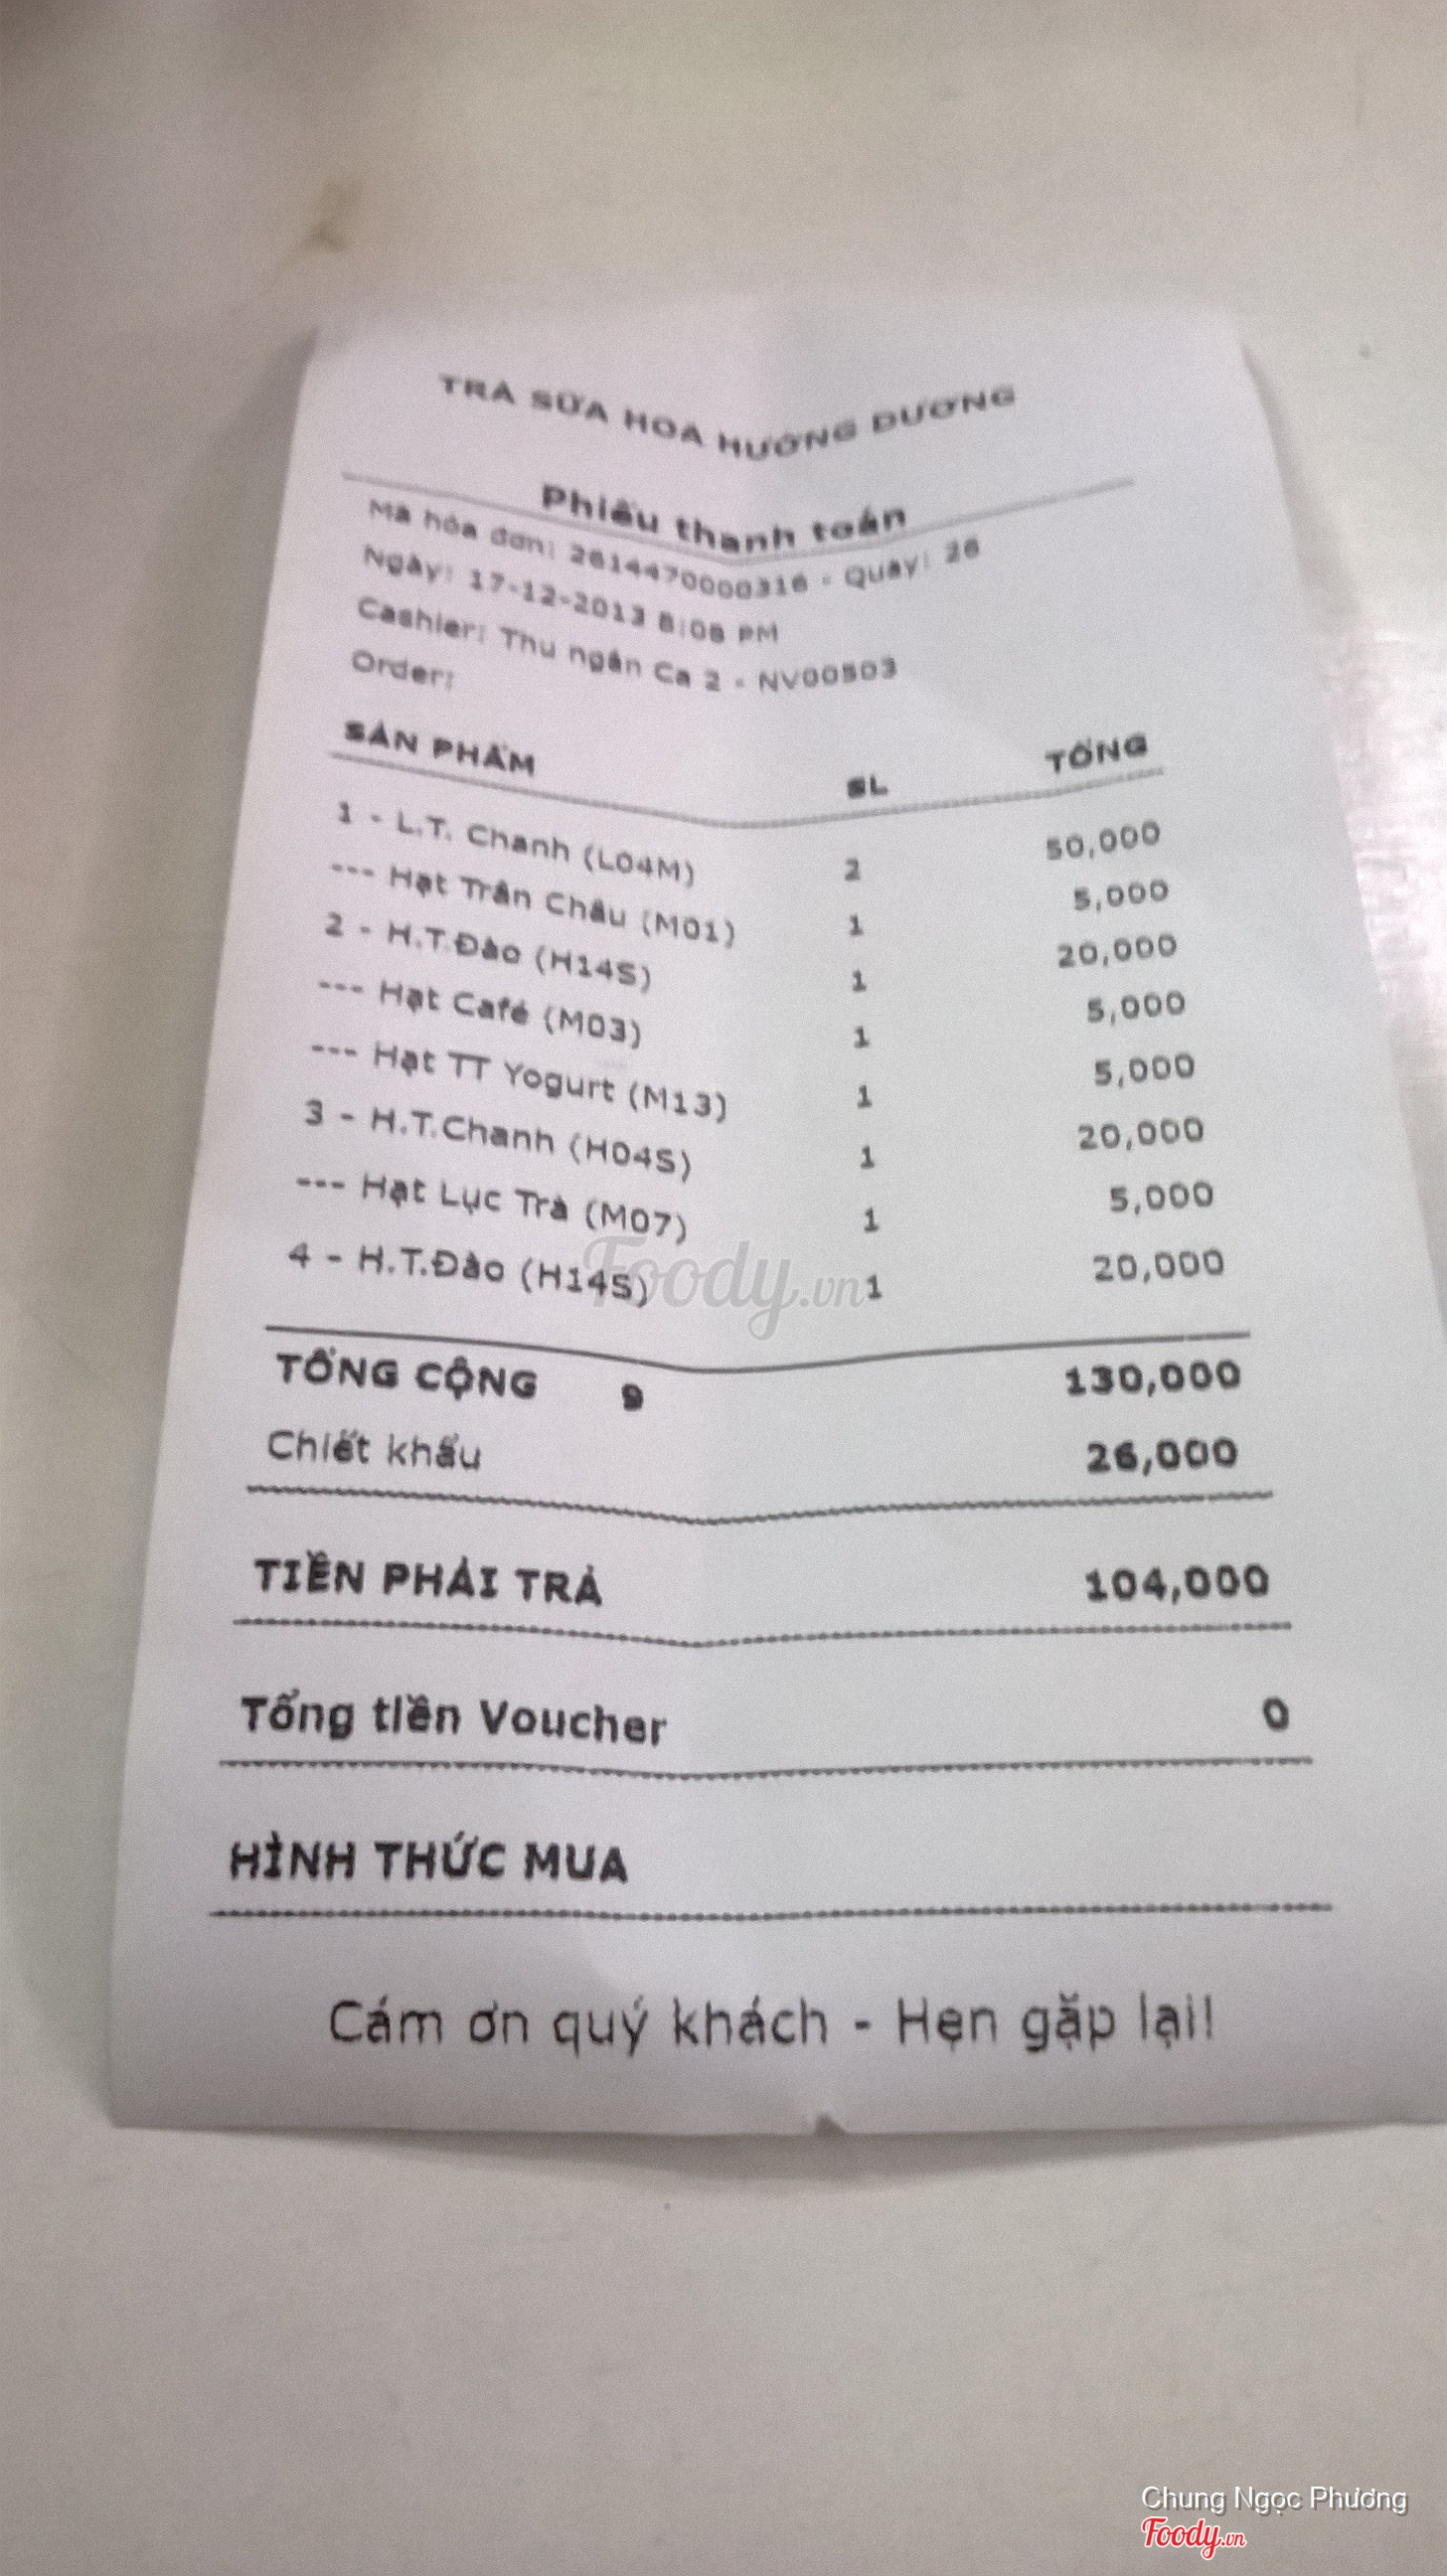 TRÀ SỮA HOA HƯỚNG DƯƠNG
Phiếu thanh toán
Mã hóa đơn: 2614470000316 - Quầy: 26
Ngày: 17-12-2013 8:08 PM
Cashier: Thu ngân Ca 2 - NV00503
Order:
SẢN PHẨM SL TỔNG
1 - L.T. Chanh (L04M) 2 50,000
--- Hạt Trân Châu (M01) 1 5,000
2 - H.T.Đào (H14S) 1 20,000
--- Hạt Café (M03) 1 5,000
--- Hạt TT Yogurt (M13) 1 5,000
3 - H.T.Chanh (H04S) 1 20,000
--- Hạt Lục Trà (M07) 1 5,000
4 - H.T.Đào (H14S) 1 20,000
Foody.vn
TỔNG CỘNG 9 130,000
Chiết khấu 26,000
TIỀN PHẢI TRẢ 104,000
Tổng tiền Voucher 0
HÌNH THỨC MUA
Cám ơn quý khách - Hẹn gặp lại!
Chung Ngọc Phương
Foody.vn